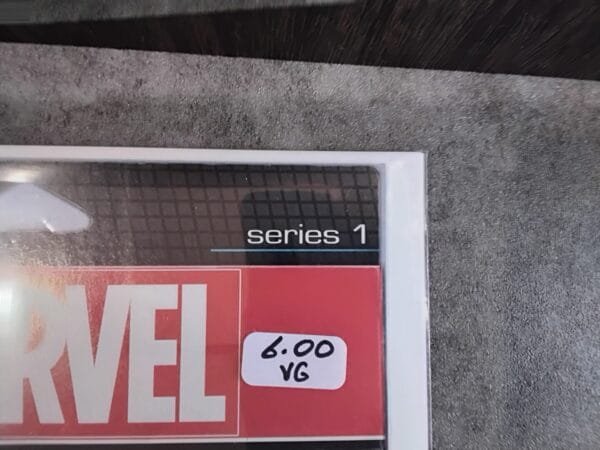 series 1
RVEL
6.00
VG